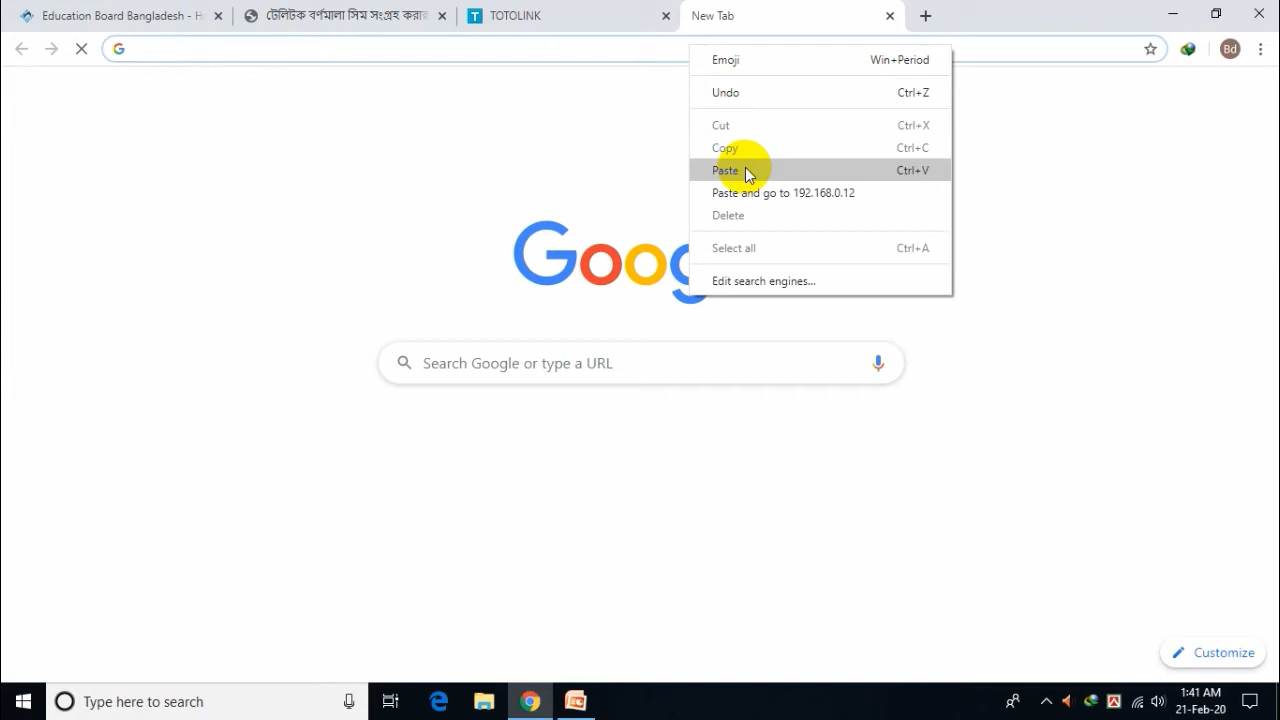 Education Board Bangladesh - H
টেলিটক বর্ণমালা সিম সংগ্রহ করার
TOTOLINK
New Tab
Bd
Emoji Win+Period
Undo Ctrl+Z
Cut Ctrl+X
Copy Ctrl+C
Paste Ctrl+V
Paste and go to 192.168.0.12
Delete
Select all Ctrl+A
Edit search engines...
Goog
Search Google or type a URL
Customize
Type here to search
1:41 AM
21-Feb-20